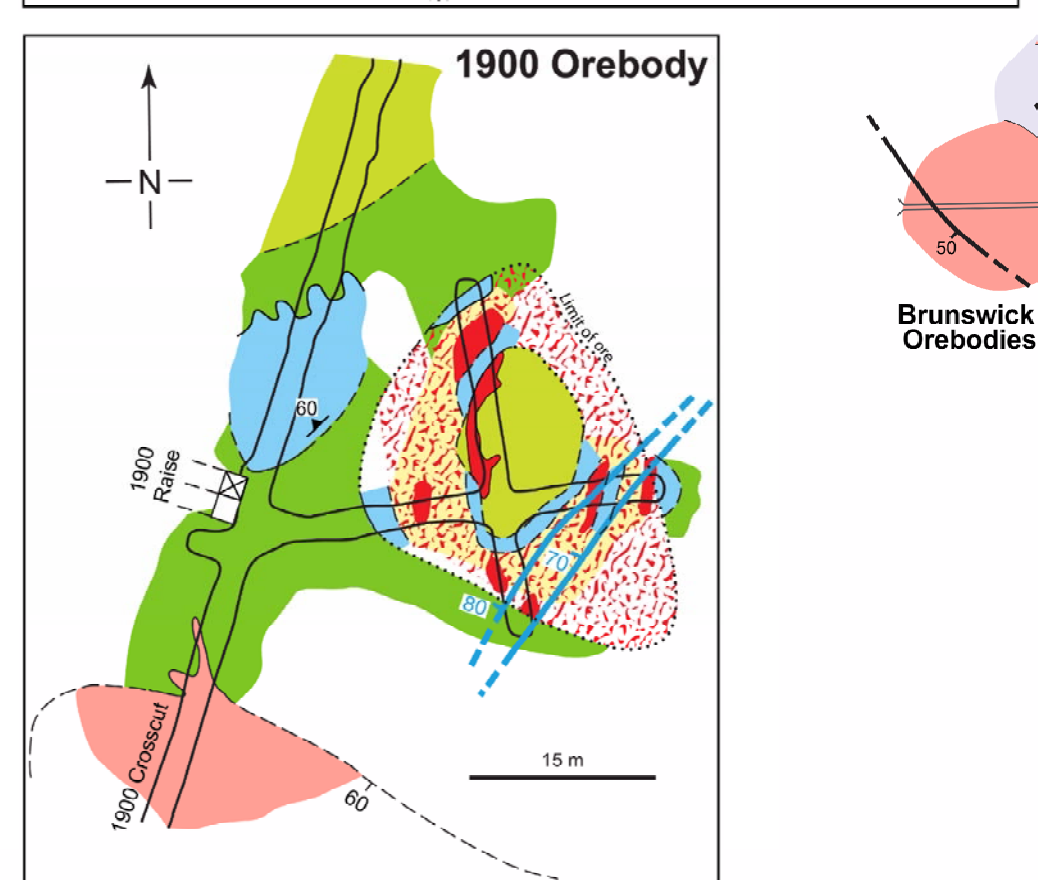 1900 Orebody
N
Limit of ore
60
1900
Raise
70
80
1900 Crosscut
15 m
60
50
Brunswick
Orebodies